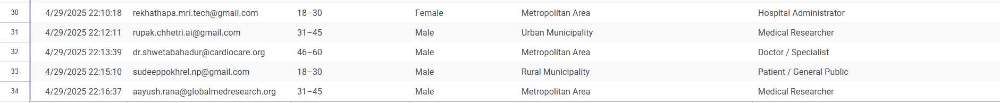 30 4/29/2025 22:10:18 rekhathapa.mri.tech@gmail.com 18–30 Female Metropolitan Area Hospital Administrator
31 4/29/2025 22:12:11 rupak.chhetri.ai@gmail.com 31–45 Male Urban Municipality Medical Researcher
32 4/29/2025 22:13:39 dr.shwetabahadur@cardiocare.org 46–60 Male Metropolitan Area Doctor / Specialist
33 4/29/2025 22:15:10 sudeeppokhrel.np@gmail.com 18–30 Male Rural Municipality Patient / General Public
34 4/29/2025 22:16:37 aayush.rana@globalmedresearch.org 31–45 Male Metropolitan Area Medical Researcher